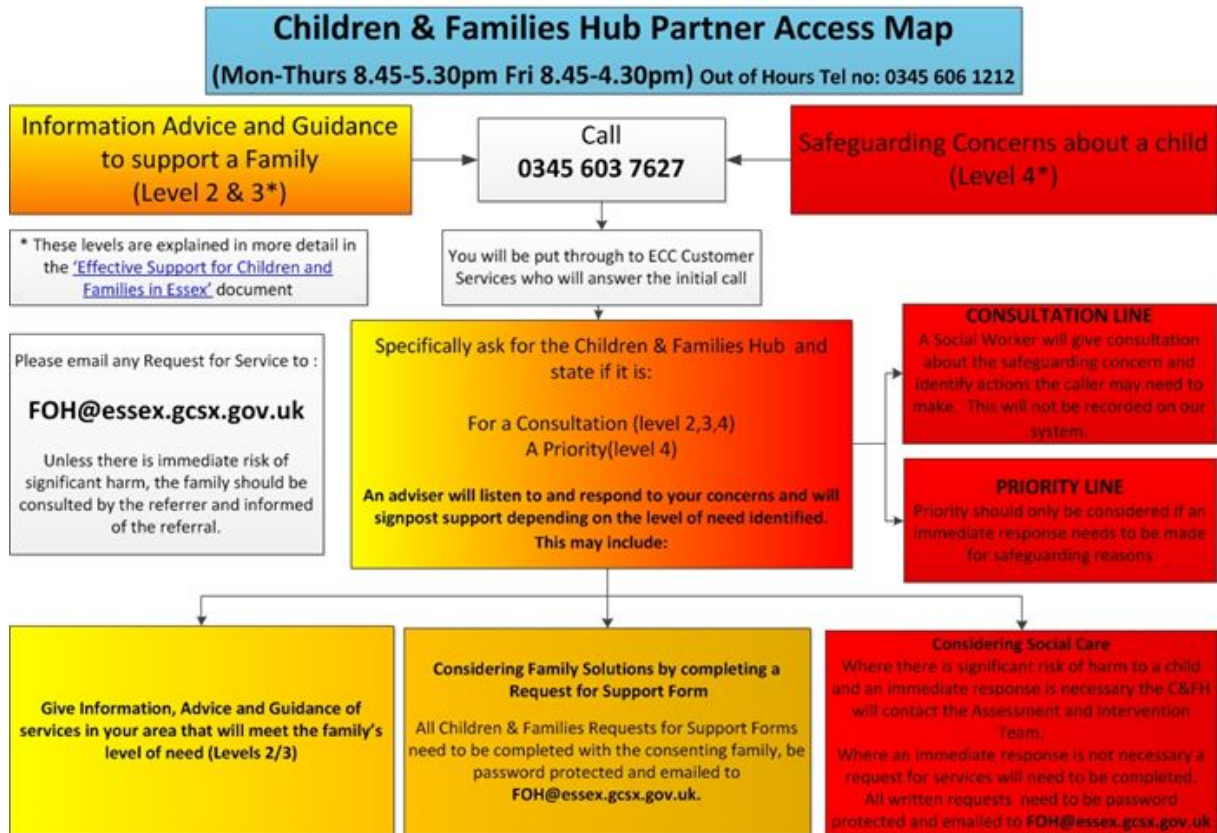 Children & Families Hub Partner Access Map
(Mon-Thurs 8.45-5.30pm Fri 8.45-4.30pm) Out of Hours Tel no: 0345 606 1212
Information Advice and Guidance
to support a Family
(Level 2 & 3*)
Call
0345 603 7627
Safeguarding Concerns about a child
(Level 4*)
* These levels are explained in more detail in
the 'Effective Support for Children and
Families in Essex' document
You will be put through to ECC Customer
Services who will answer the initial call
Please email any Request for Service to :
FOH@essex.gcsx.gov.uk
Unless there is immediate risk of
significant harm, the family should be
consulted by the referrer and informed
of the referral.
Specifically ask for the Children & Families Hub and
state if it is:
For a Consultation (level 2,3,4)
A Priority(level 4)
An adviser will listen to and respond to your concerns and will
signpost support depending on the level of need identified.
This may include:
CONSULTATION LINE
A Social Worker will give consultation
about the safeguarding concern and
identify actions the caller may need to
make. This will not be recorded on our
system.
PRIORITY LINE
Priority should only be considered if an
immediate response needs to be made
for safeguarding reasons
Give Information, Advice and Guidance of
services in your area that will meet the family's
level of need (Levels 2/3)
Considering Family Solutions by completing a
Request for Support Form
All Children & Families Requests for Support Forms
need to be completed with the consenting family, be
password protected and emailed to
FOH@essex.gcsx.gov.uk.
Considering Social Care
Where there is significant risk of harm to a child
and an immediate response is necessary the C&FH
will contact the Assessment and Intervention
Team.
Where an immediate response is not necessary a
request for services will need to be completed.
All written requests need to be password
protected and emailed to FOH@essex.gcsx.gov.uk